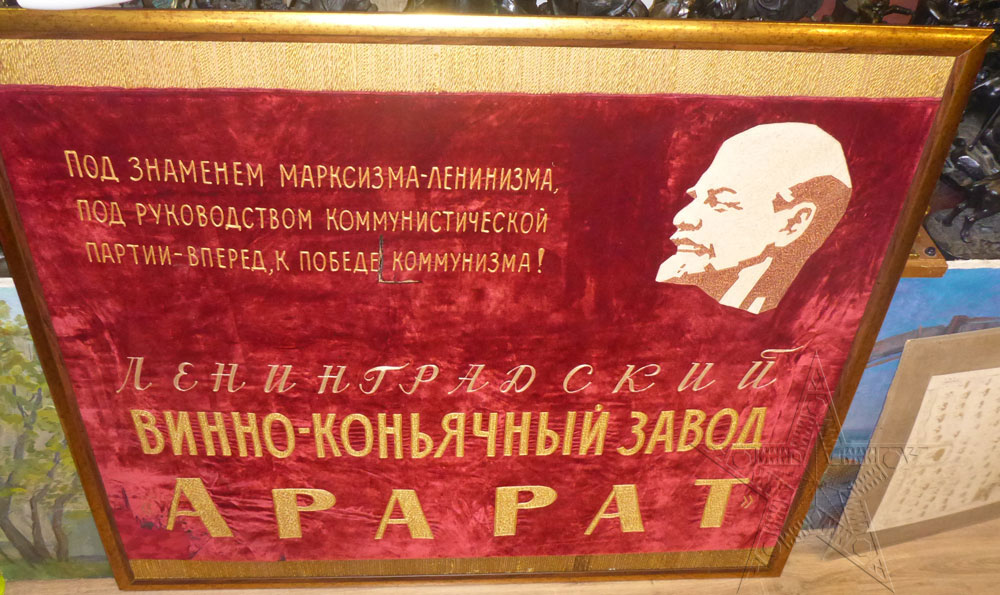 Под знаменем марксизма-ленинизма,
под руководством коммунистической
партии-вперед, к победе коммунизма!
Ленинградский
ВИННО-КОНЬЯЧНЫЙ ЗАВОД
АРАРАТ"